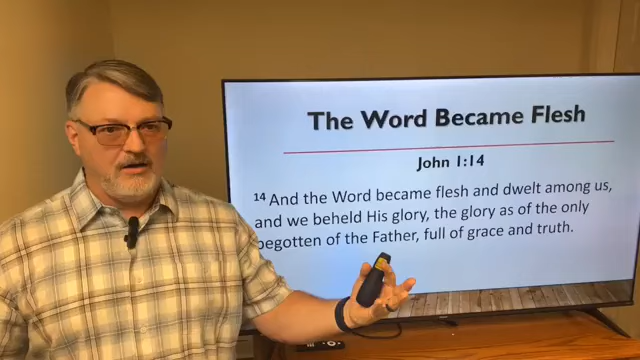 The Word Became Flesh
John 1:14
14 And the Word became flesh and dwelt among us,
and we beheld His glory, the glory as of the only
begotten of the Father, full of grace and truth.